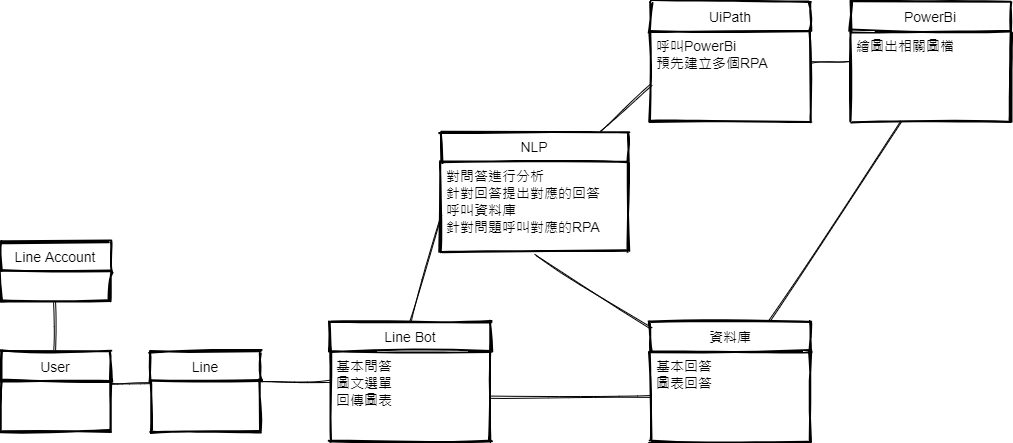 UiPath
呼叫PowerBi
預先建立多個RPA
PowerBi
繪圖出相關圖檔
NLP
對問答進行分析
針對回答提出對應的回答
呼叫資料庫
針對問題呼叫對應的RPA
Line Account
User
Line
Line Bot
基本問答
圖文選單
回傳圖表
資料庫
基本回答
圖表回答